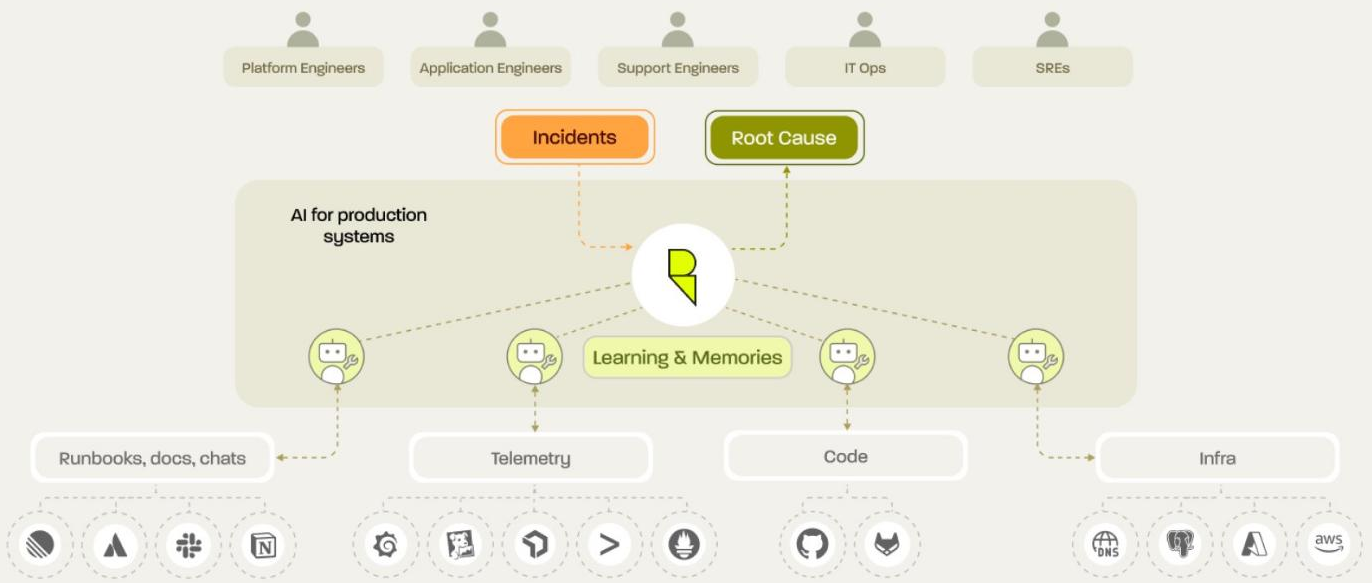 Platform Engineers
Application Engineers
Support Engineers
IT Ops
SREs
Incidents
Root Cause
AI for production
systems
Learning & Memories
Runbooks, docs, chats
Telemetry
Code
Infra
N
DNS
aws